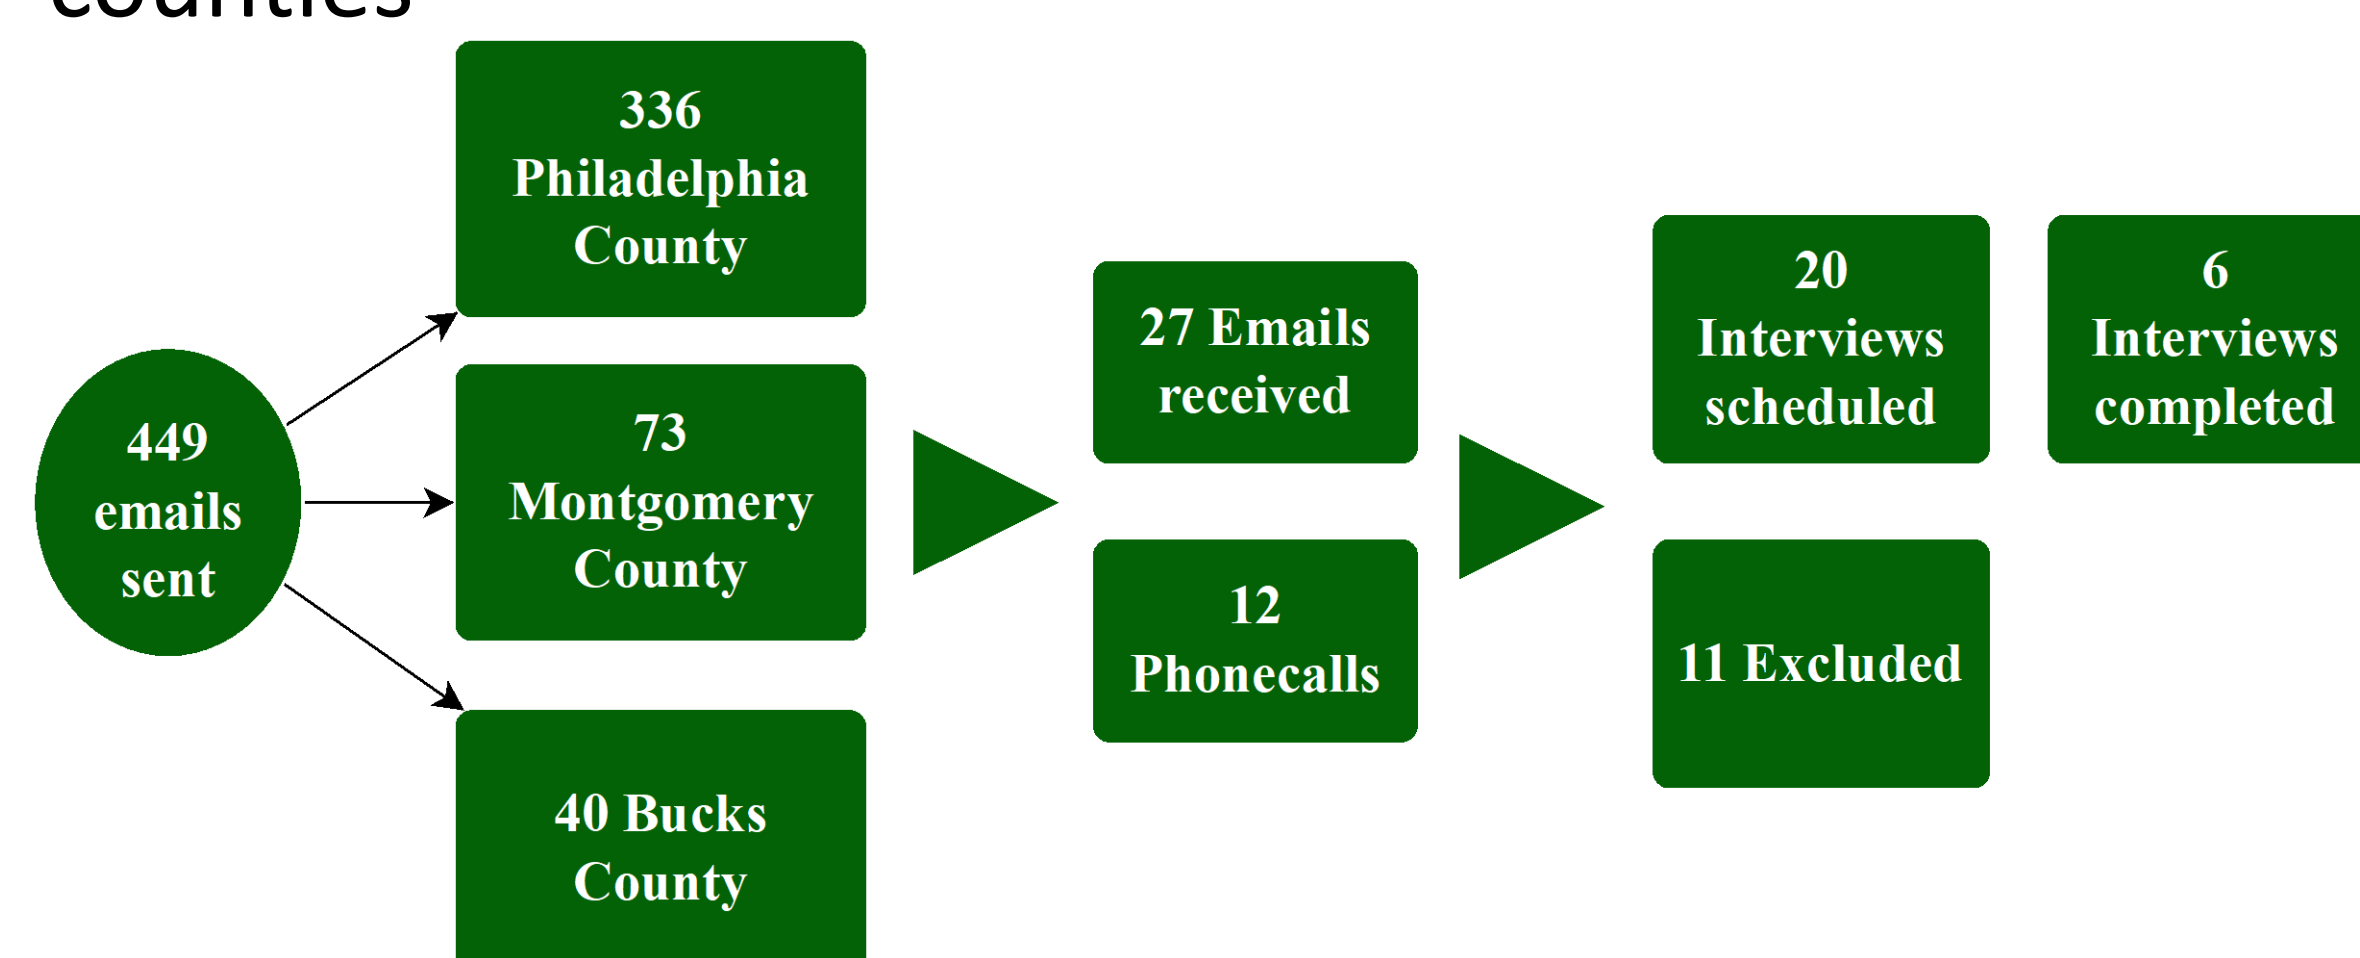 counties
449
emails
sent
336
Philadelphia
County
73
Montgomery
County
40 Bucks
County
27 Emails
received
12
Phonecalls
20
Interviews
scheduled
11 Excluded
6
Interviews
completed